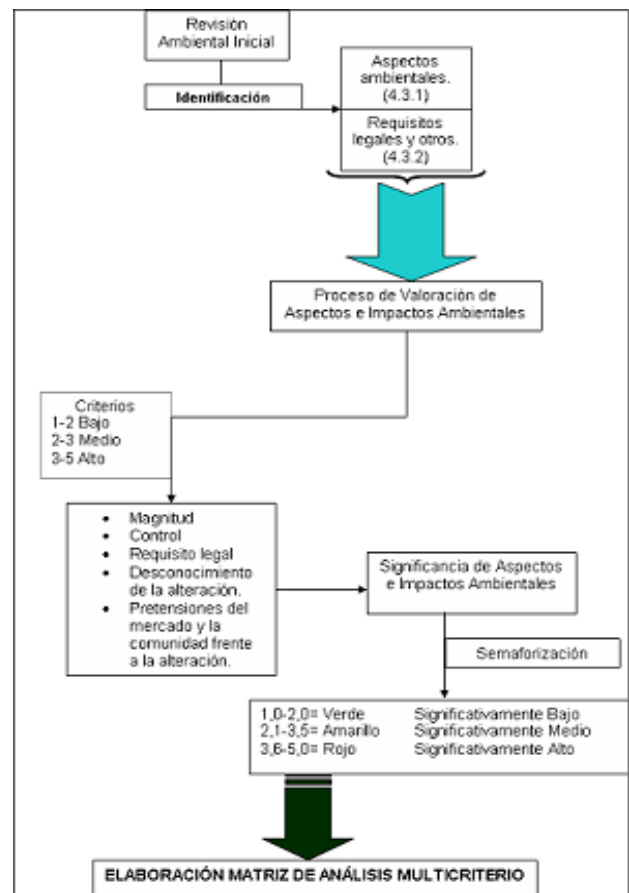 Revisión
Ambiental Inicial
Identificación
Aspectos
ambientales.
(4.3.1)
Requisitos
legales y otros.
(4.3.2)
Proceso de Valoración de
Aspectos e Impactos Ambientales
Criterios
1-2 Bajo
2-3 Medio
3-5 Alto
• Magnitud
• Control
• Requisito legal
• Desconocimiento
de la alteración.
• Pretensiones del
mercado y la
comunidad frente
a la alteración.
Significancia de Aspectos
e Impactos Ambientales
Semaforización
1,0-2,0= Verde Significativamente Bajo
2,1-3,5= Amarillo Significativamente Medio
3,6-5,0= Rojo Significativamente Alto
ELABORACIÓN MATRIZ DE ANÁLISIS MULTICRITERIO